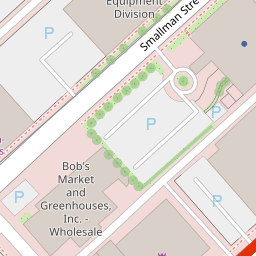 Equipment
Division
Smallman Stre
P
P
P
P
P
Bob's
Market
and
Greenhouses,
Inc. -
Wholesale